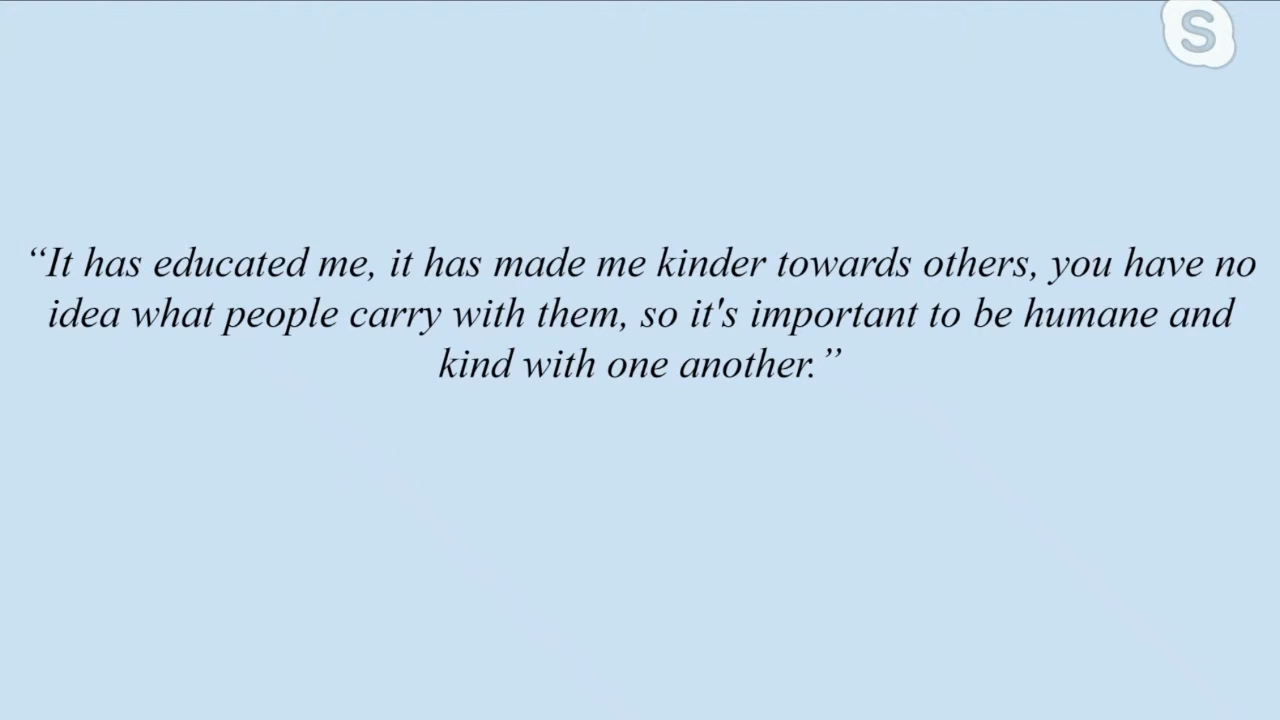 S
“It has educated me, it has made me kinder towards others, you have no
idea what people carry with them, so it's important to be humane and
kind with one another.”